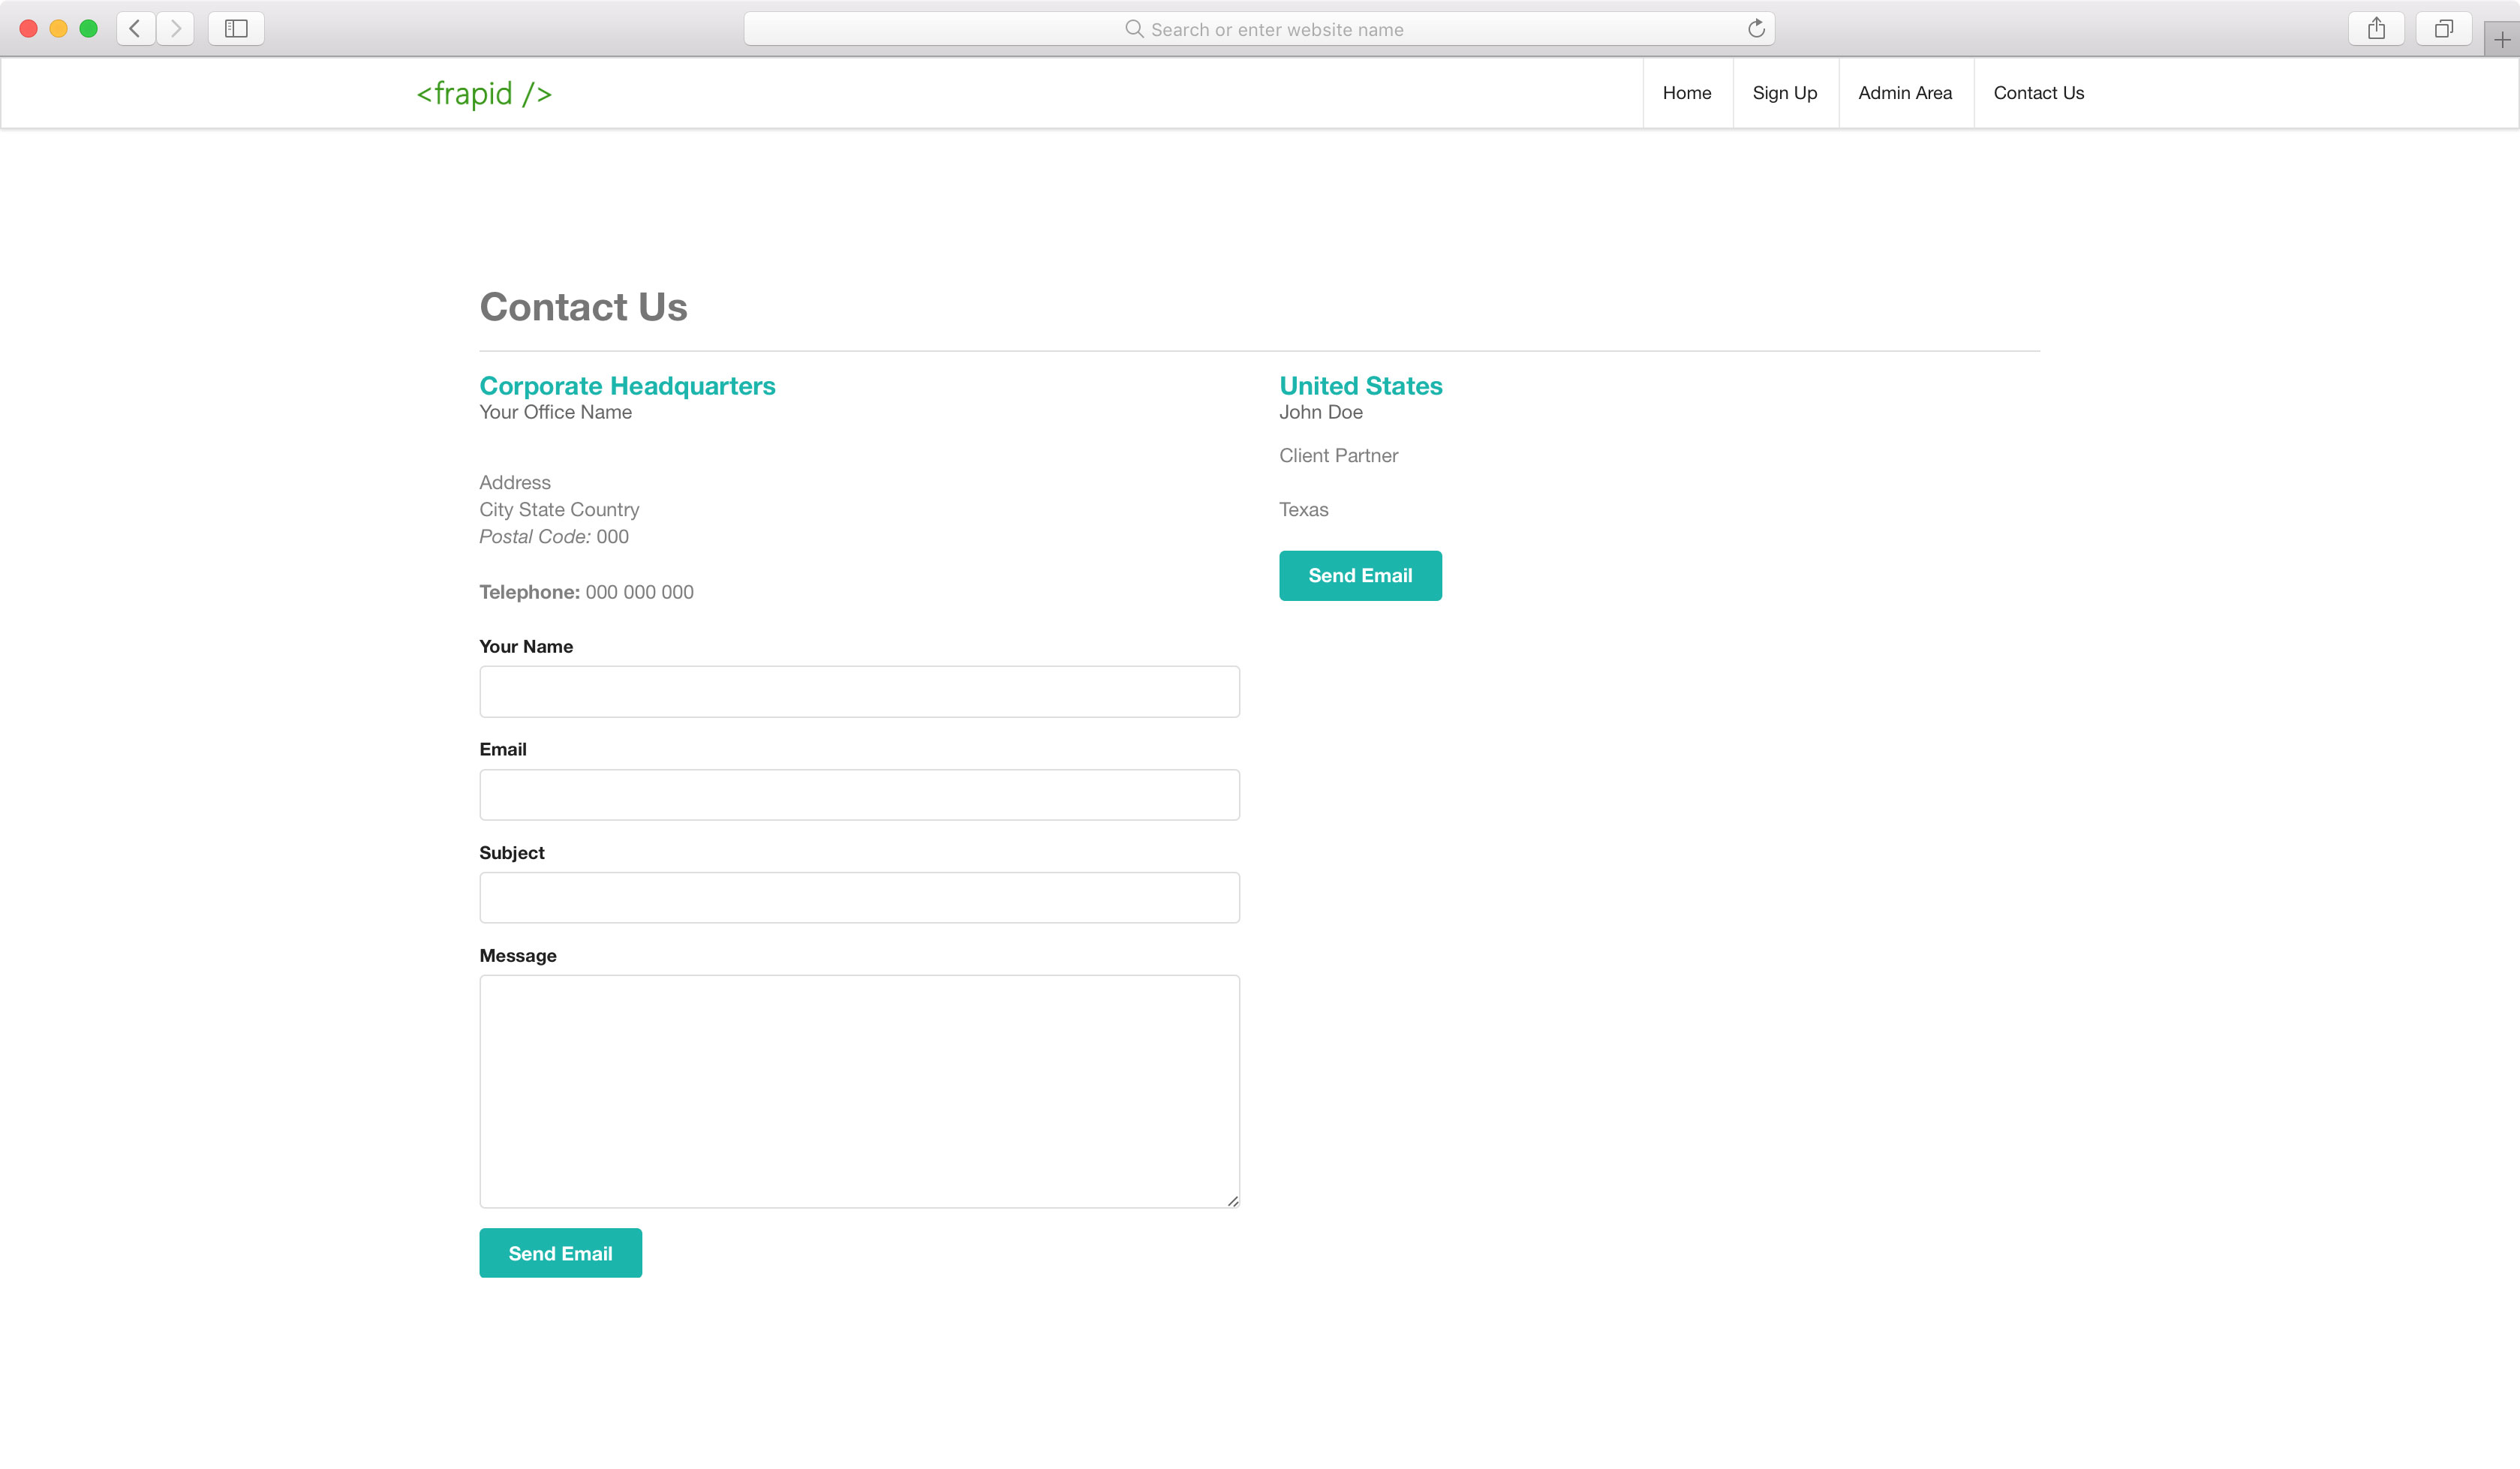 Search or enter website name
<frapid />
Home
Sign Up
Admin Area
Contact Us
Contact Us
Corporate Headquarters
Your Office Name
Address
City State Country
Postal Code: 000
Telephone: 000 000 000
Your Name
Email
Subject
Message
Send Email
United States
John Doe
Client Partner
Texas
Send Email